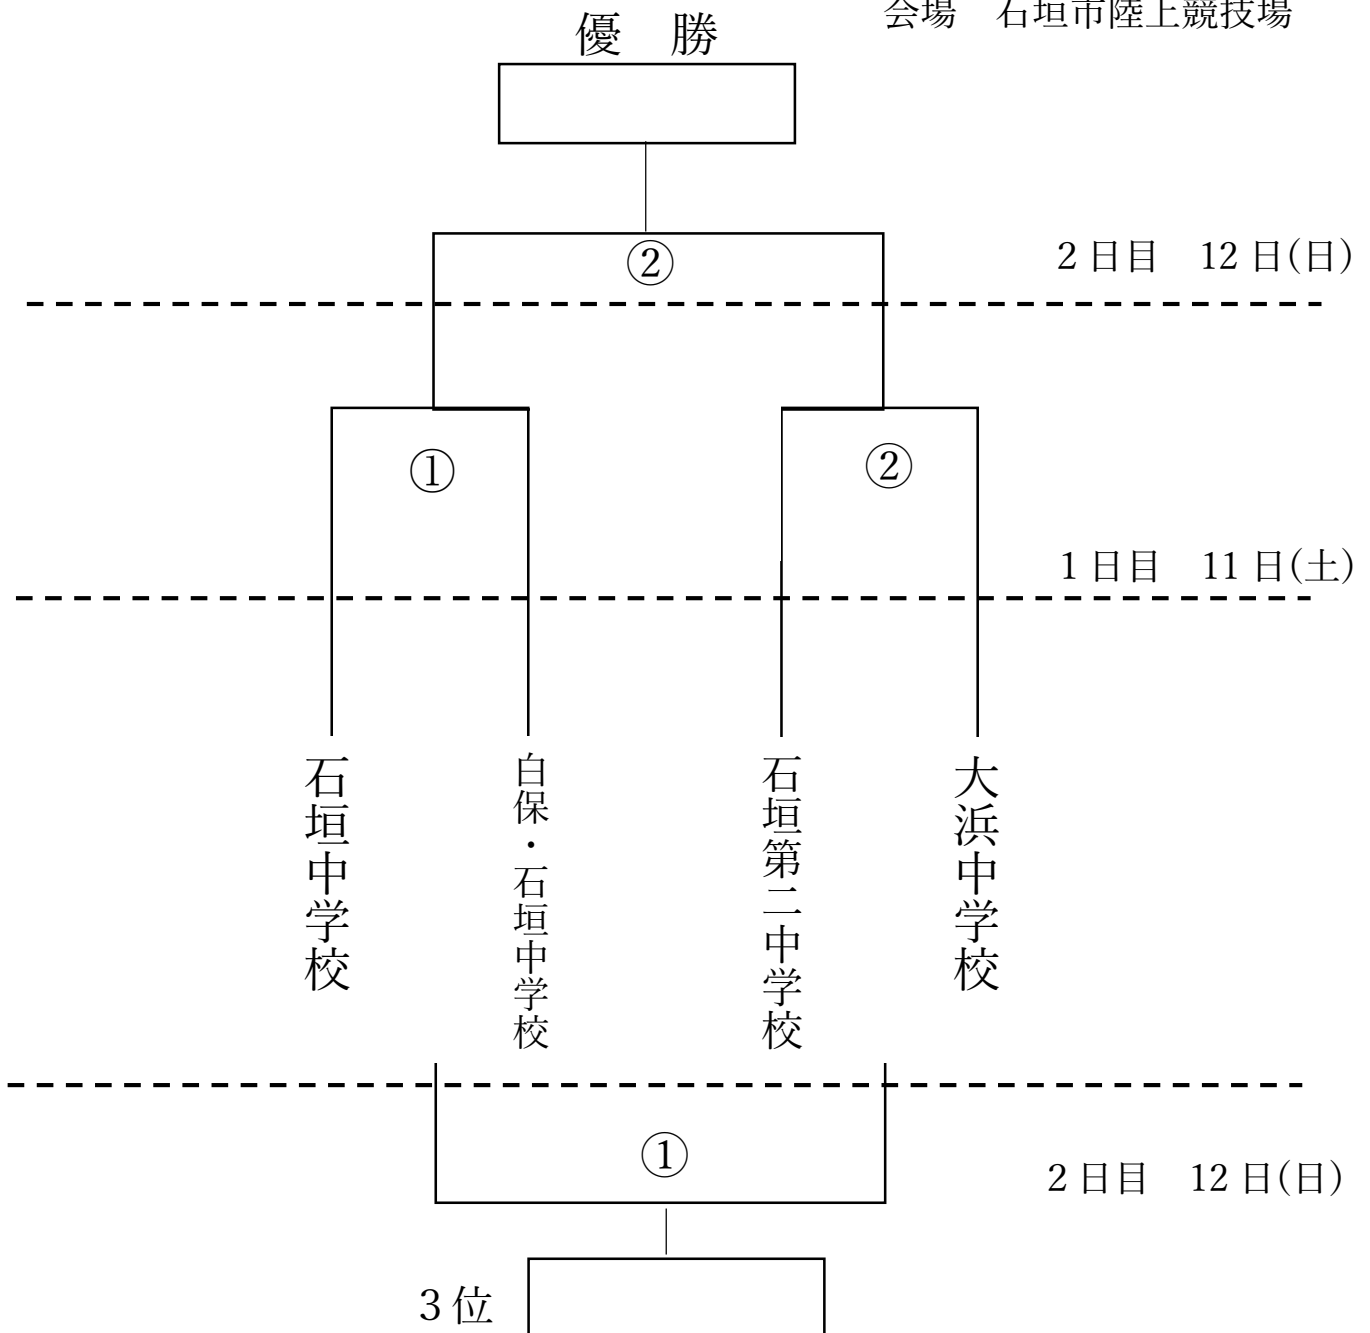 会場　石垣市陸上競技場
優　勝
②
2日目　12日(日)
①
②
1日目　11日(土)
石垣中学校
白保・石垣中学校
石垣第二中学校
大浜中学校
①
2日目　12日(日)
3位